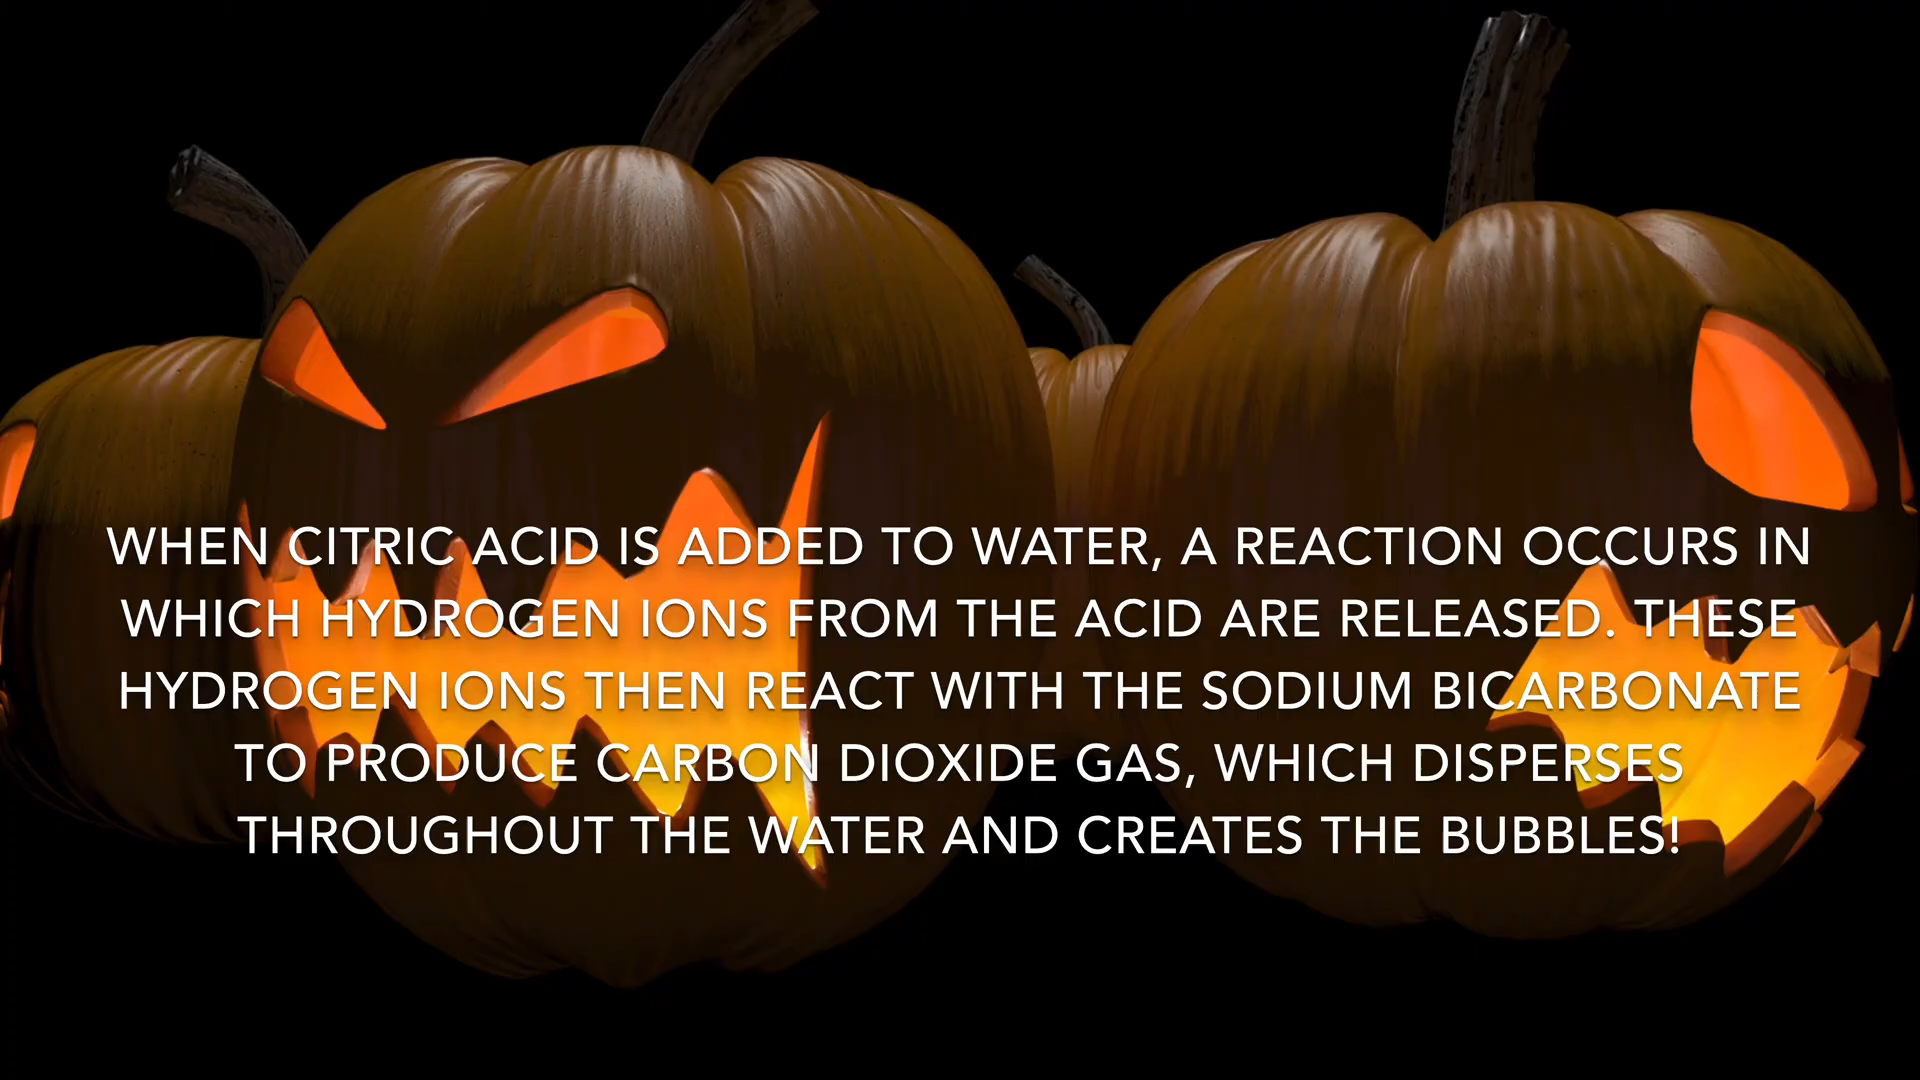 WHEN CITRIC ACID IS ADDED TO WATER, A REACTION OCCURS IN
WHICH HYDROGEN IONS FROM THE ACID ARE RELEASED. THESE
HYDROGEN IONS THEN REACT WITH THE SODIUM BICARBONATE
TO PRODUCE CARBON DIOXIDE GAS, WHICH DISPERSES
THROUGHOUT THE WATER AND CREATES THE BUBBLES!